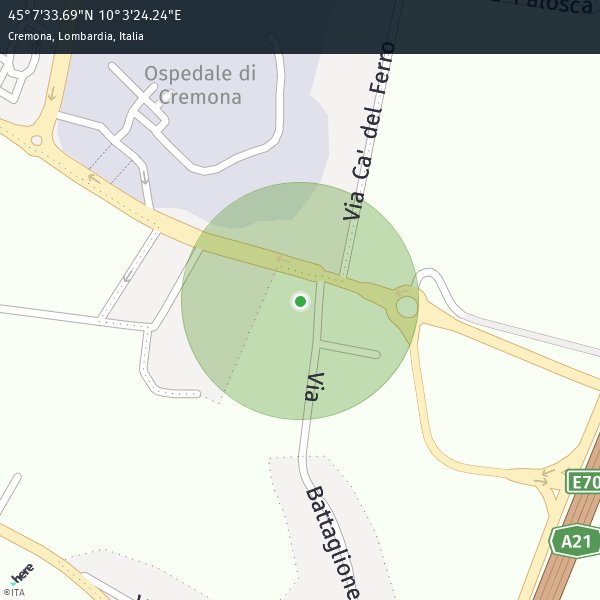 45°7'33.69"N 10°3'24.24"E
Cremona, Lombardia, Italia
Palosca
Ospedale di
Cremona
Via Ca' del Ferro
Via
Battaglione
E70
A21
here
©ITA